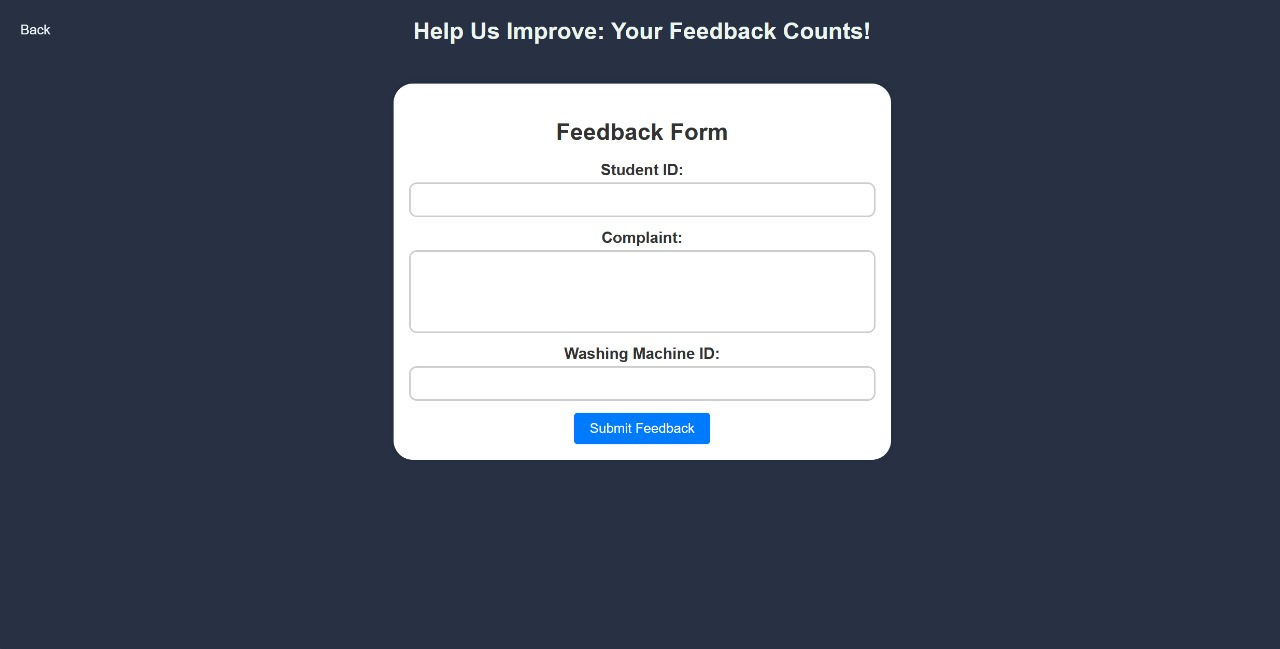 Back
Help Us Improve: Your Feedback Counts!
Feedback Form
Student ID:
Complaint:
Washing Machine ID:
Submit Feedback